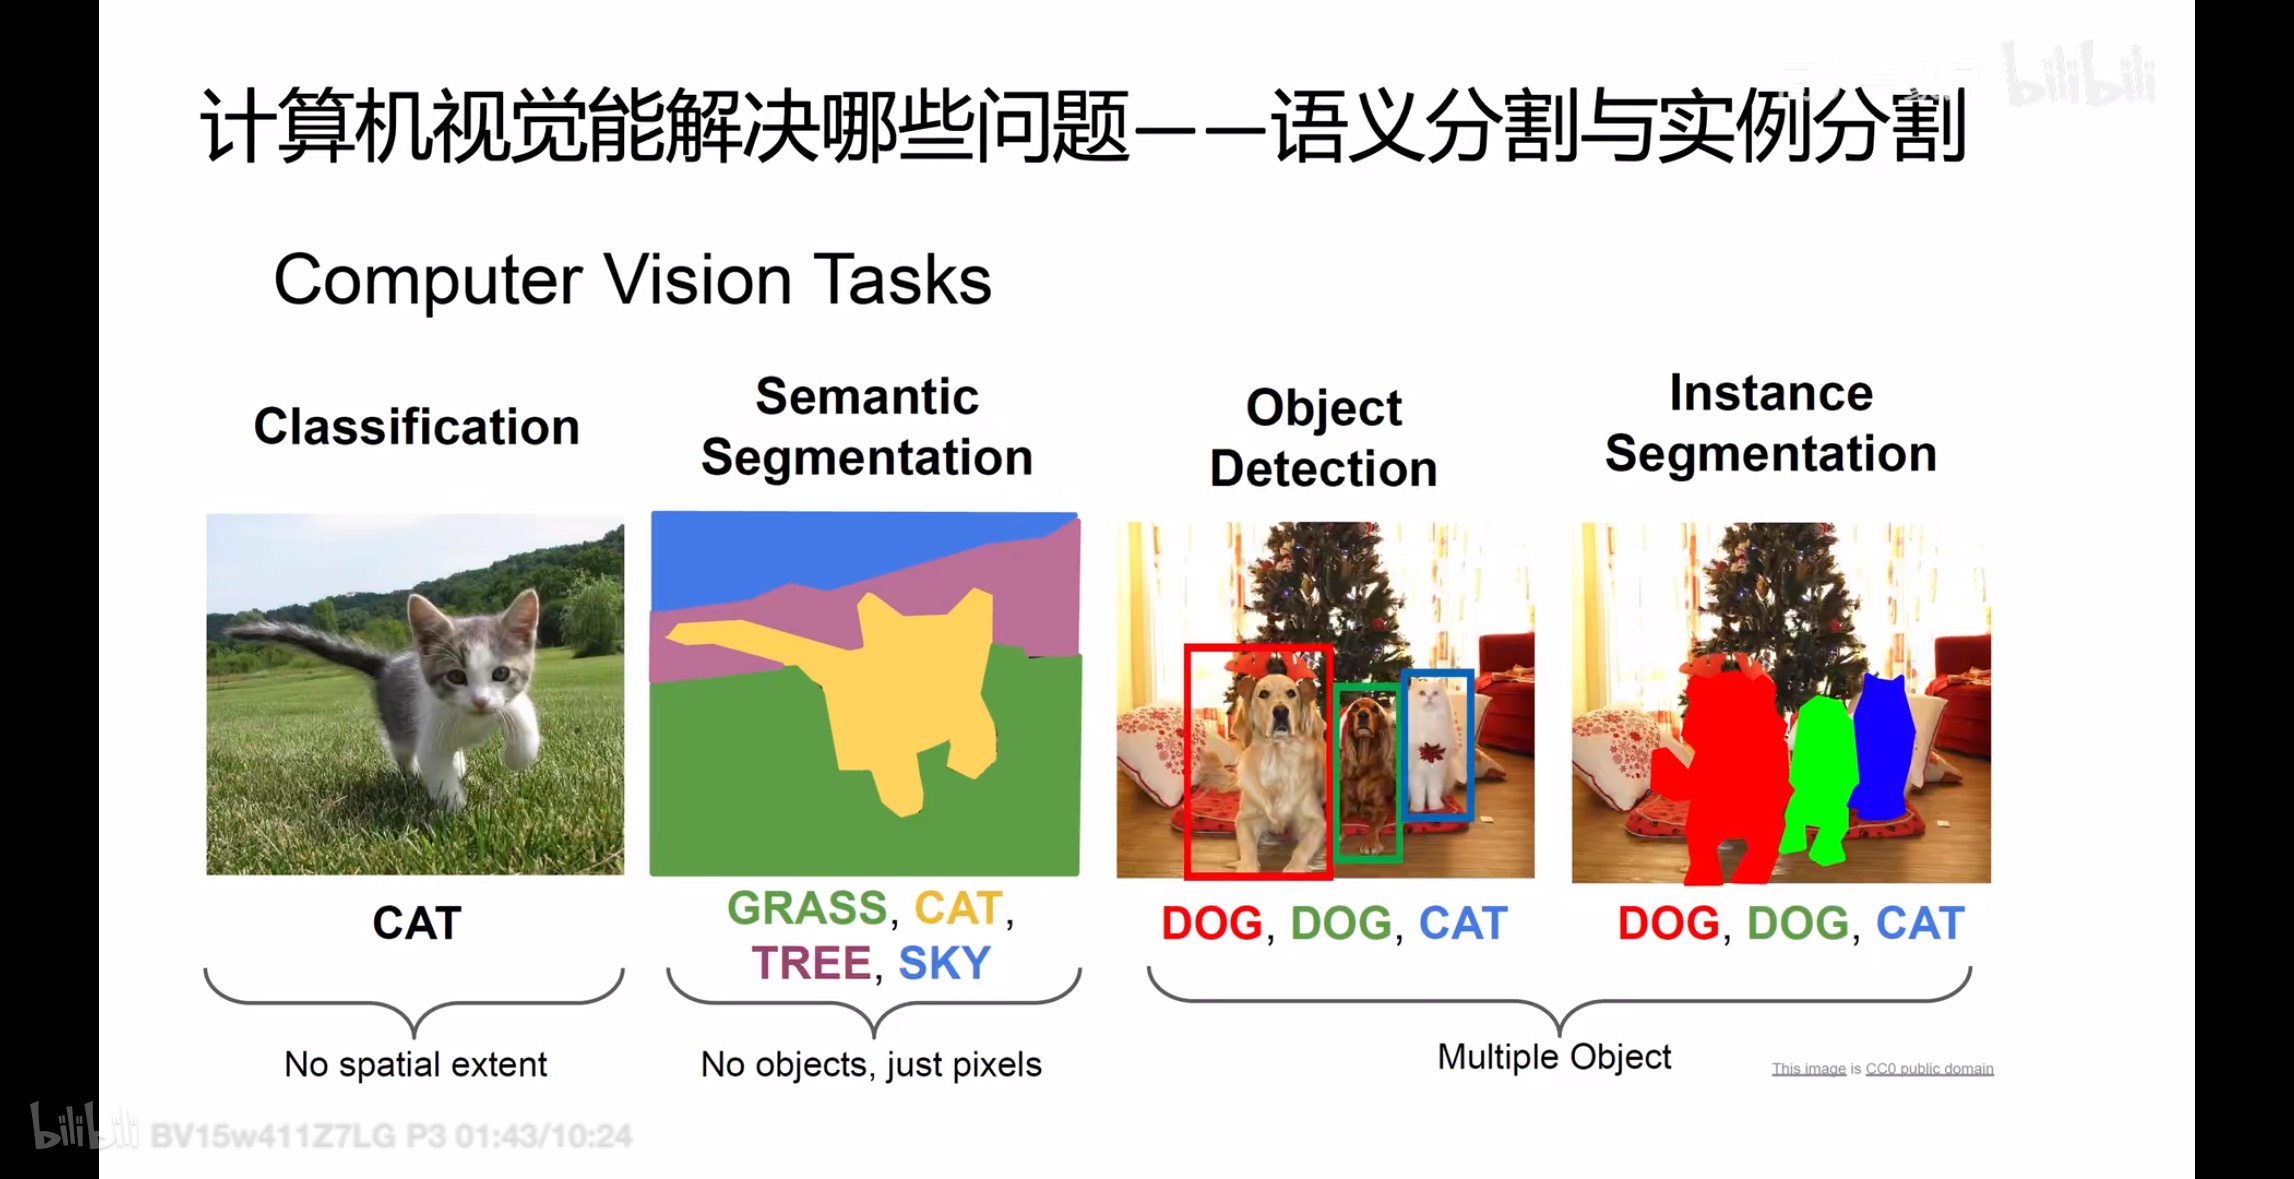 计算机视觉能解决哪些问题——语义分割与实例分割
bilibili
Computer Vision Tasks
Classification
Semantic
Segmentation
Object
Detection
Instance
Segmentation
CAT
GRASS, CAT,
TREE, SKY
DOG, DOG, CAT
DOG, DOG, CAT
No spatial extent
No objects, just pixels
Multiple Object
This image is CC0 public domain
bilibili BV15w411Z7LG P3 01:43/10:24